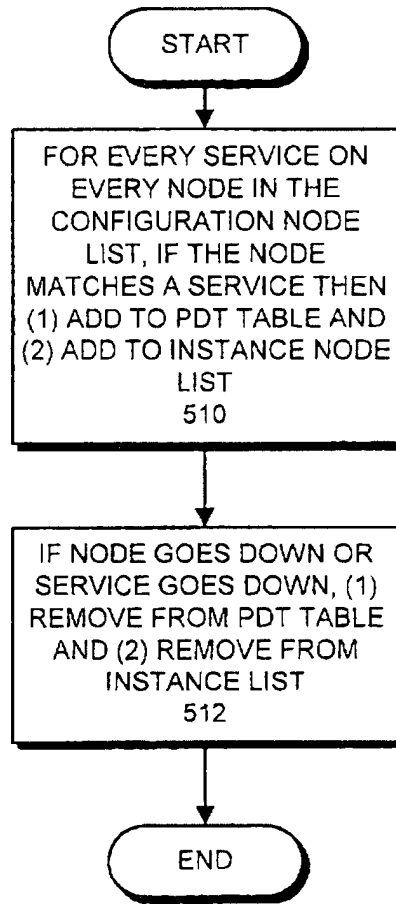 START
FOR EVERY SERVICE ON
EVERY NODE IN THE
CONFIGURATION NODE
LIST, IF THE NODE
MATCHES A SERVICE THEN
(1) ADD TO PDT TABLE AND
(2) ADD TO INSTANCE NODE
LIST
510
IF NODE GOES DOWN OR
SERVICE GOES DOWN, (1)
REMOVE FROM PDT TABLE
AND (2) REMOVE FROM
INSTANCE LIST
512
END